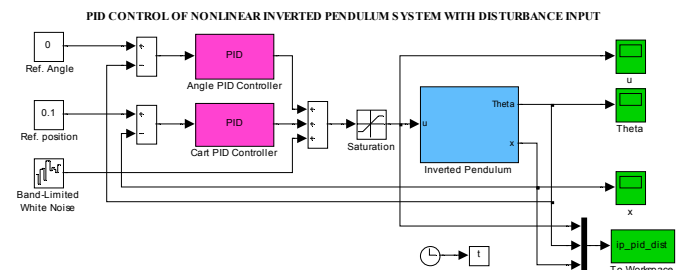 PID CONTROL OF NONLINEAR INVERTED PENDULUM SYSTEM WITH DISTURBANCE INPUT
0
Ref. Angle
PID
Angle PID Controller
u
0.1
Ref. position
PID
Cart PID Controller
Saturation
u
Theta
x
Inverted Pendulum
Theta
Band-Limited
White Noise
x
t
ip_pid_dist
To Workspace